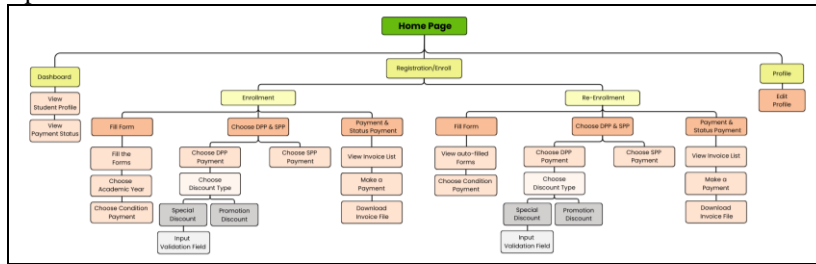 Home Page
Registration/Enroll
Dashboard
Profile
View
Student Profile
View
Payment Status
Edit
Profile
Enrollment
Re-Enrollment
Fill Form
Choose DPP & SPP
Payment &
Status Payment
Fill the
Forms
Choose
Academic Year
Choose Condition
Payment
Choose DPP
Payment
Choose SPP
Payment
Choose
Discount Type
Special
Discount
Promotion
Discount
Input
Validation Field
View Invoice List
Make a
Payment
Download
Invoice File
Fill Form
Choose DPP & SPP
Payment &
Status Payment
View auto-filled
Forms
Choose Condition
Payment
Choose DPP
Payment
Choose SPP
Payment
Choose
Discount Type
Special
Discount
Promotion
Discount
Input
Validation Field
View Invoice List
Make a
Payment
Download
Invoice File